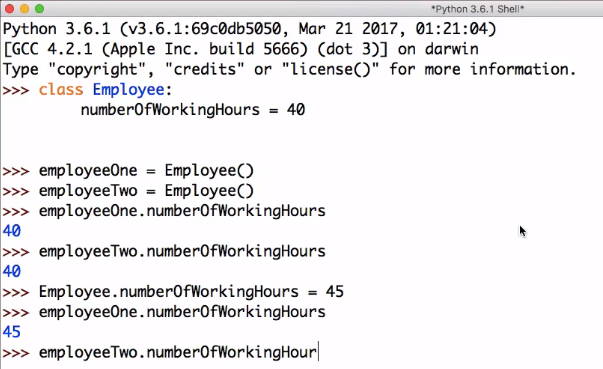 *Python 3.6.1 Shell*
Python 3.6.1 (v3.6.1:69c0db5050, Mar 21 2017, 01:21:04)
[GCC 4.2.1 (Apple Inc. build 5666) (dot 3)] on darwin
Type "copyright", "credits" or "license()" for more information.
>>> class Employee:
        numberOfWorkingHours = 40
>>> employeeOne = Employee()
>>> employeeTwo = Employee()
>>> employeeOne.numberOfWorkingHours
40
>>> employeeTwo.numberOfWorkingHours
40
>>> Employee.numberOfWorkingHours = 45
>>> employeeOne.numberOfWorkingHours
45
>>> employeeTwo.numberOfWorkingHour